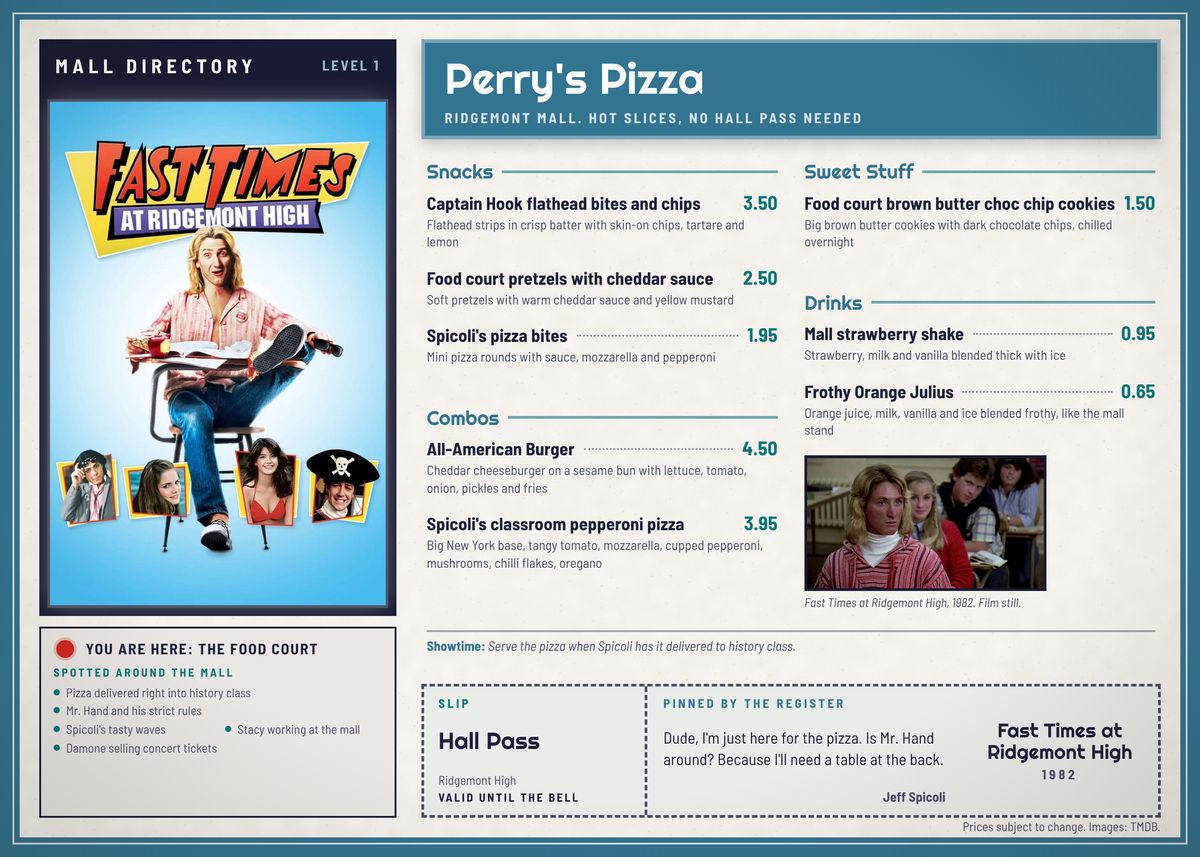 MALL DIRECTORY
LEVEL 1
FAST TIMES
AT RIDGEMONT HIGH
YOU ARE HERE: THE FOOD COURT
SPOTTED AROUND THE MALL
Pizza delivered right into history class
Mr. Hand and his strict rules
Spicoli's tasty waves
Stacy working at the mall
Damone selling concert tickets
Perry's Pizza
RIDGEMONT MALL. HOT SLICES, NO HALL PASS NEEDED
Snacks
Captain Hook flathead bites and chips 3.50
Flathead strips in crisp batter with skin-on chips, tartare and
lemon
Food court pretzels with cheddar sauce 2.50
Soft pretzels with warm cheddar sauce and yellow mustard
Spicoli's pizza bites 1.95
Mini pizza rounds with sauce, mozzarella and pepperoni
Combos
All-American Burger 4.50
Cheddar cheeseburger on a sesame bun with lettuce, tomato,
onion, pickles and fries
Spicoli's classroom pepperoni pizza 3.95
Big New York base, tangy tomato, mozzarella, cupped pepperoni,
mushrooms, chilli flakes, oregano
Sweet Stuff
Food court brown butter choc chip cookies 1.50
Big brown butter cookies with dark chocolate chips, chilled
overnight
Drinks
Mall strawberry shake 0.95
Strawberry, milk and vanilla blended thick with ice
Frothy Orange Julius 0.65
Orange juice, milk, vanilla and ice blended frothy, like the mall
stand
Fast Times at Ridgemont High, 1982. Film still.
Showtime: Serve the pizza when Spicoli has it delivered to history class.
SLIP
Hall Pass
Ridgemont High
VALID UNTIL THE BELL
PINNED BY THE REGISTER
Dude, I'm just here for the pizza. Is Mr. Hand
around? Because I'll need a table at the back.
Jeff Spicoli
Fast Times at
Ridgemont High
1982
Prices subject to change. Images: TMDB.